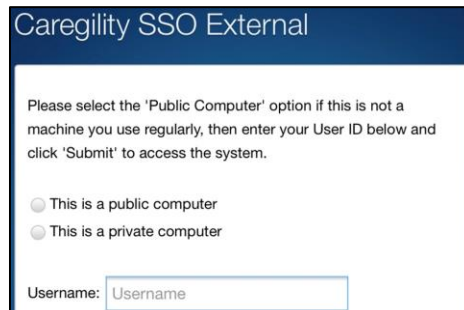 Caregility SSO External
Please select the 'Public Computer' option if this is not a
machine you use regularly, then enter your User ID below and
click 'Submit' to access the system.
This is a public computer
This is a private computer
Username: Username